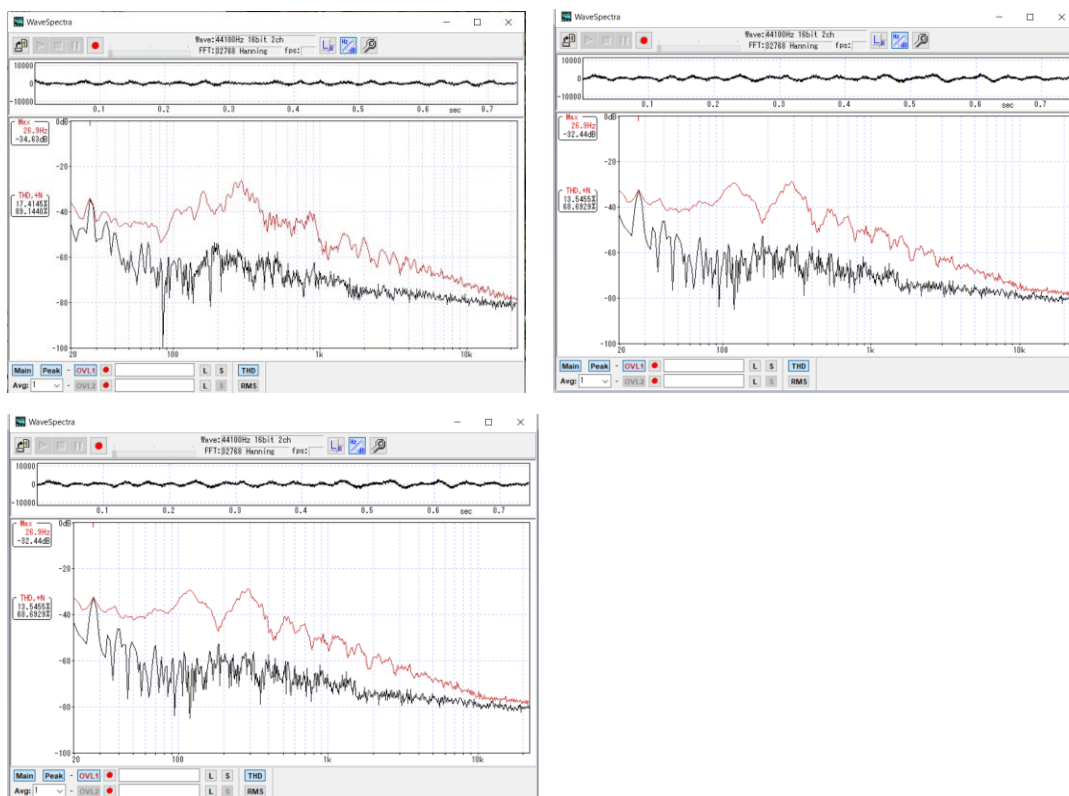 WaveSpectra
Wave:44100Hz 16bit 2ch
FFT:32768 Hanning fps:
10000
0
-10000
0.1 0.2 0.3 0.4 0.5 0.6 sec 0.7
Max
26.9Hz
-34.63dB
THD,+N
17.4145%
89.1448%
0dB
-20
-40
-60
-80
-100
20 100 1k 10k
Main Peak - OVL1 L S THD
Avg: 1 - OVL2 L S RMS
WaveSpectra
Wave:44100Hz 16bit 2ch
FFT:32768 Hanning fps:
10000
0
-10000
0.1 0.2 0.3 0.4 0.5 0.6 sec 0.7
Max
26.9Hz
-32.44dB
THD,+N
13.5455%
68.6929%
0dB
-20
-40
-60
-80
-100
20 100 1k 10k
Main Peak - OVL1 L S THD
Avg: 1 - OVL2 L S RMS
WaveSpectra
Wave:44100Hz 16bit 2ch
FFT:32768 Hanning fps:
10000
0
-10000
0.1 0.2 0.3 0.4 0.5 0.6 sec 0.7
Max
26.9Hz
-32.44dB
THD,+N
13.5455%
68.6929%
0dB
-20
-40
-60
-80
-100
20 100 1k 10k
Main Peak - OVL1 L S THD
Avg: 1 - OVL2 L S RMS